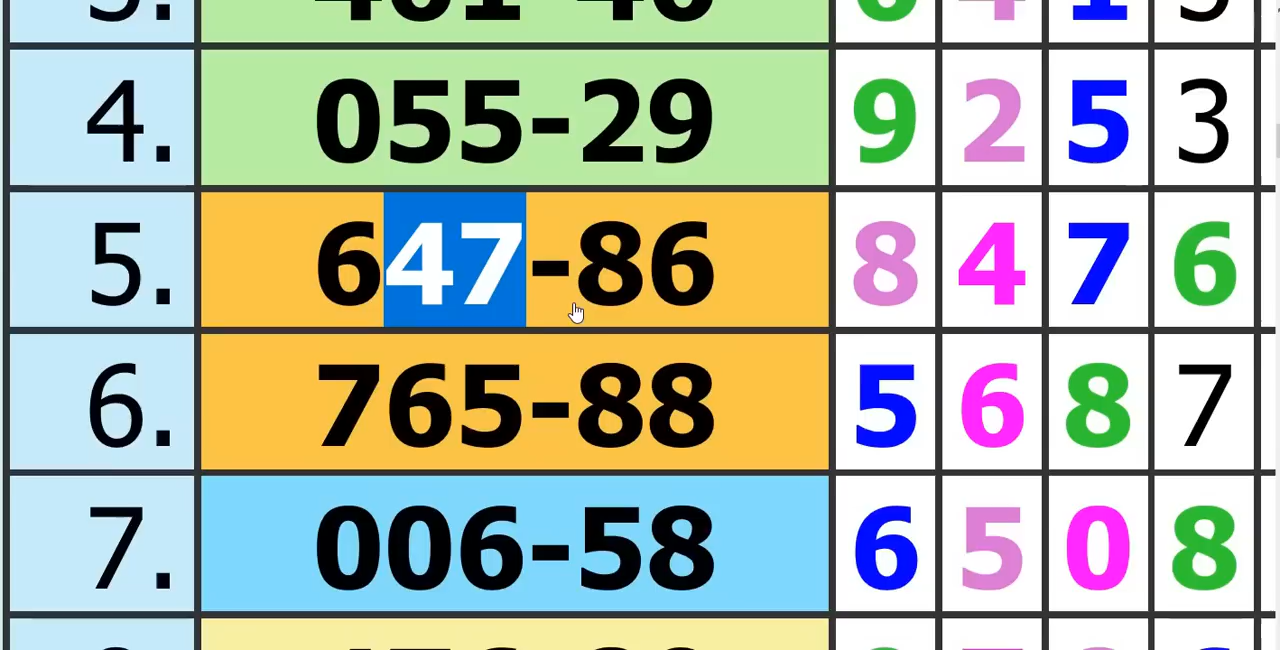 4. 055-29 9 2 5 3
5. 647-86 8 4 7 6
6. 765-88 5 6 8 7
7. 006-58 6 5 0 8